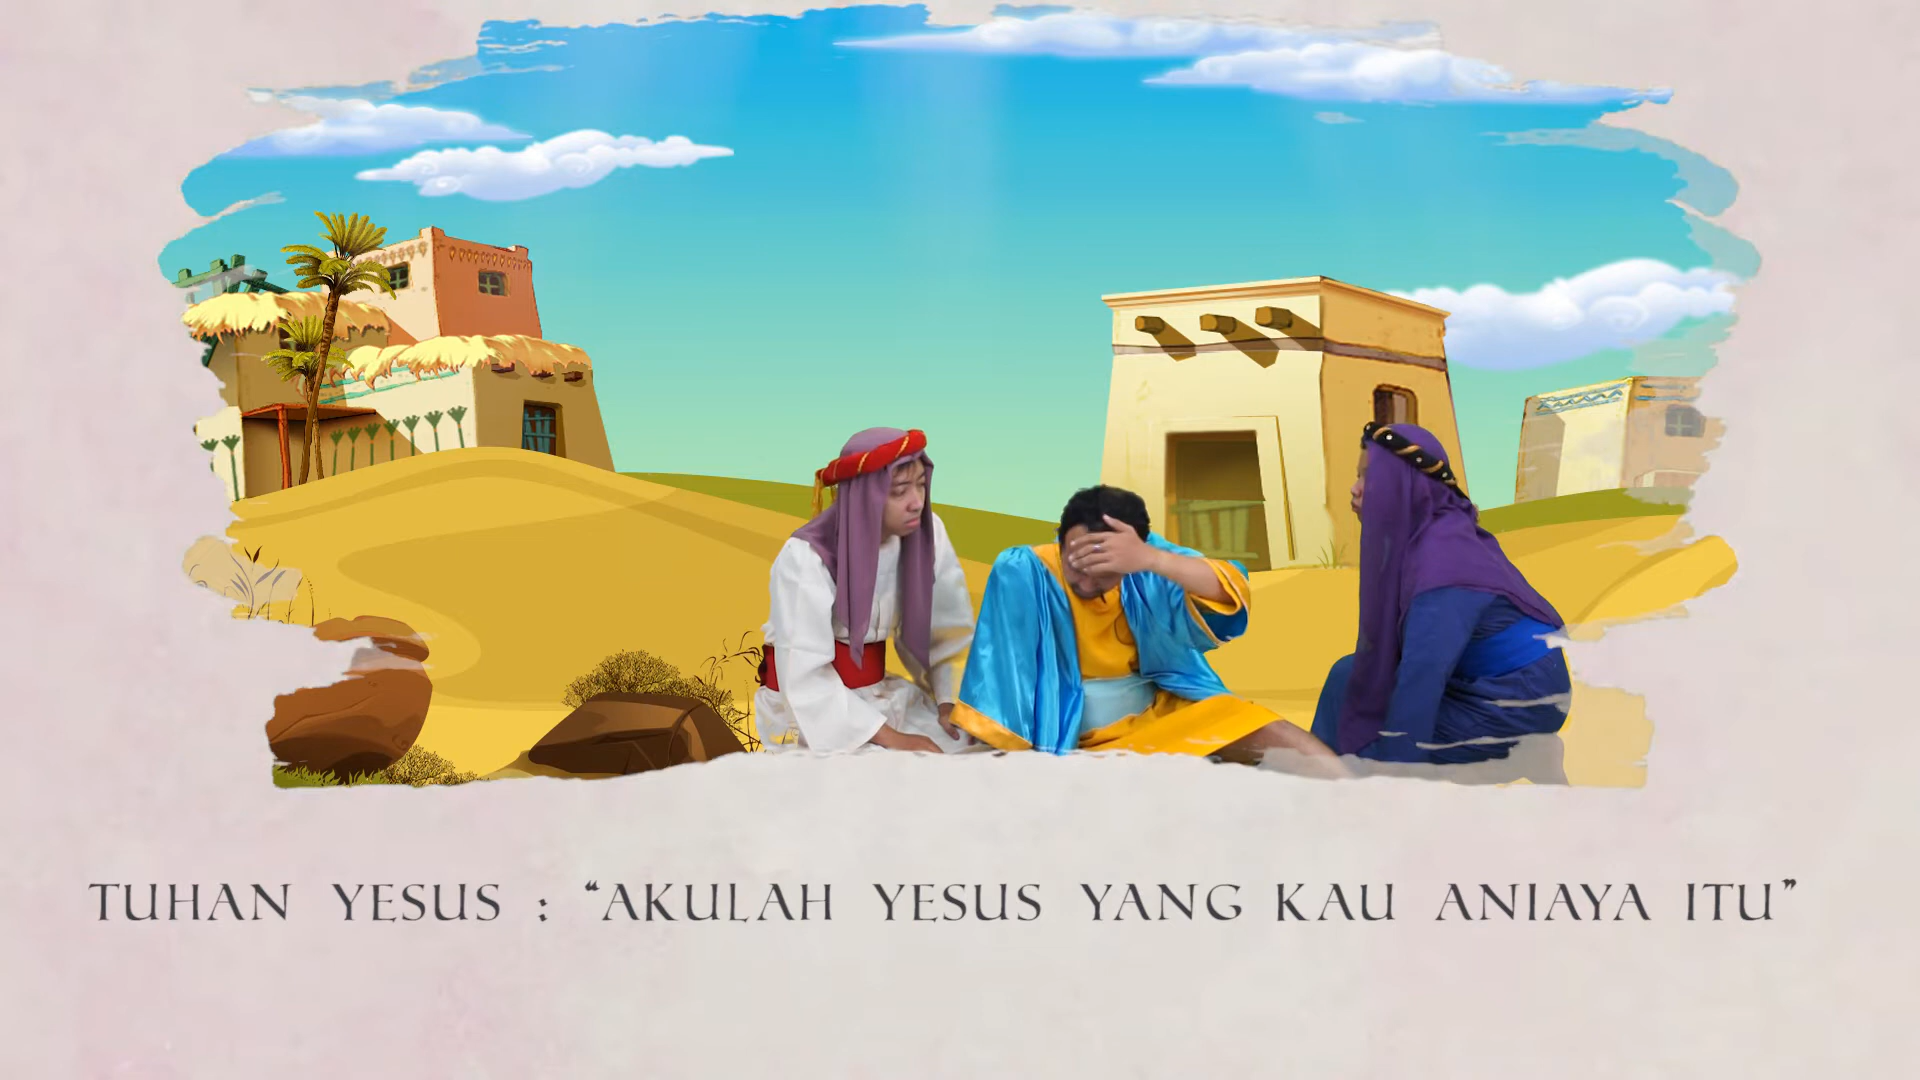 TUHAN YESUS : “AKULAH YESUS YANG KAU ANIAYA ITU”